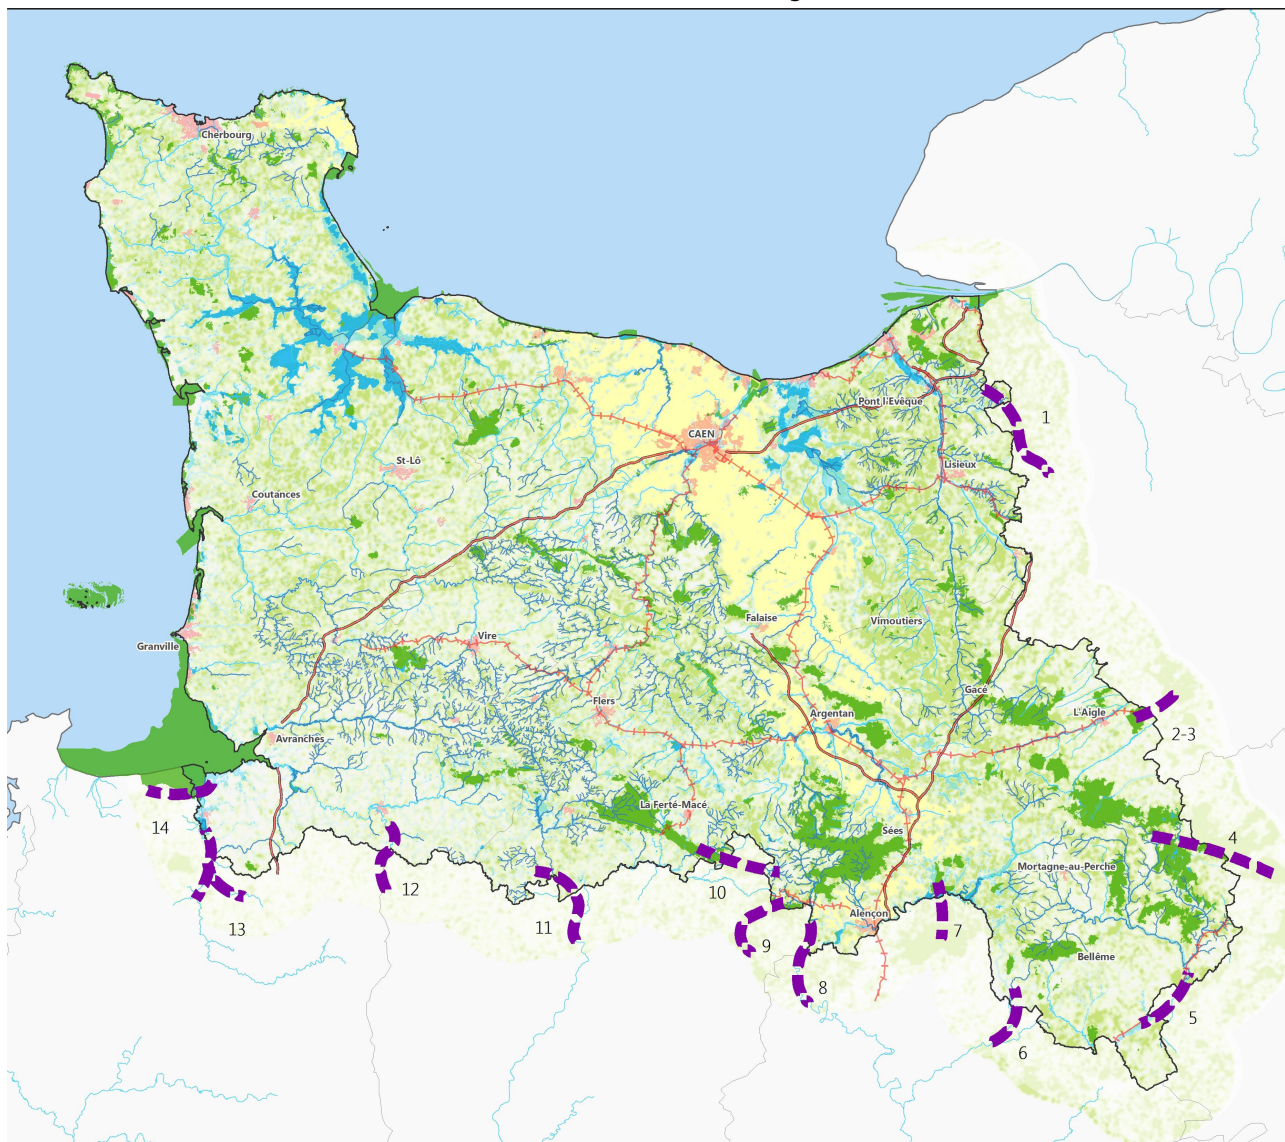 Cherbourg
Pont l'Evêque
1
CAEN
St-Lô
Lisieux
Coutances
Falaise
Vimoutiers
Vire
Granville
Gacé
Flers
L'Aigle
Argentan
2-3
Avranches
La Ferté-Macé
14
Sées
4
Mortagne-au-Perche
10
12
Alençon
13
11
9
7
Bellême
8
5
6